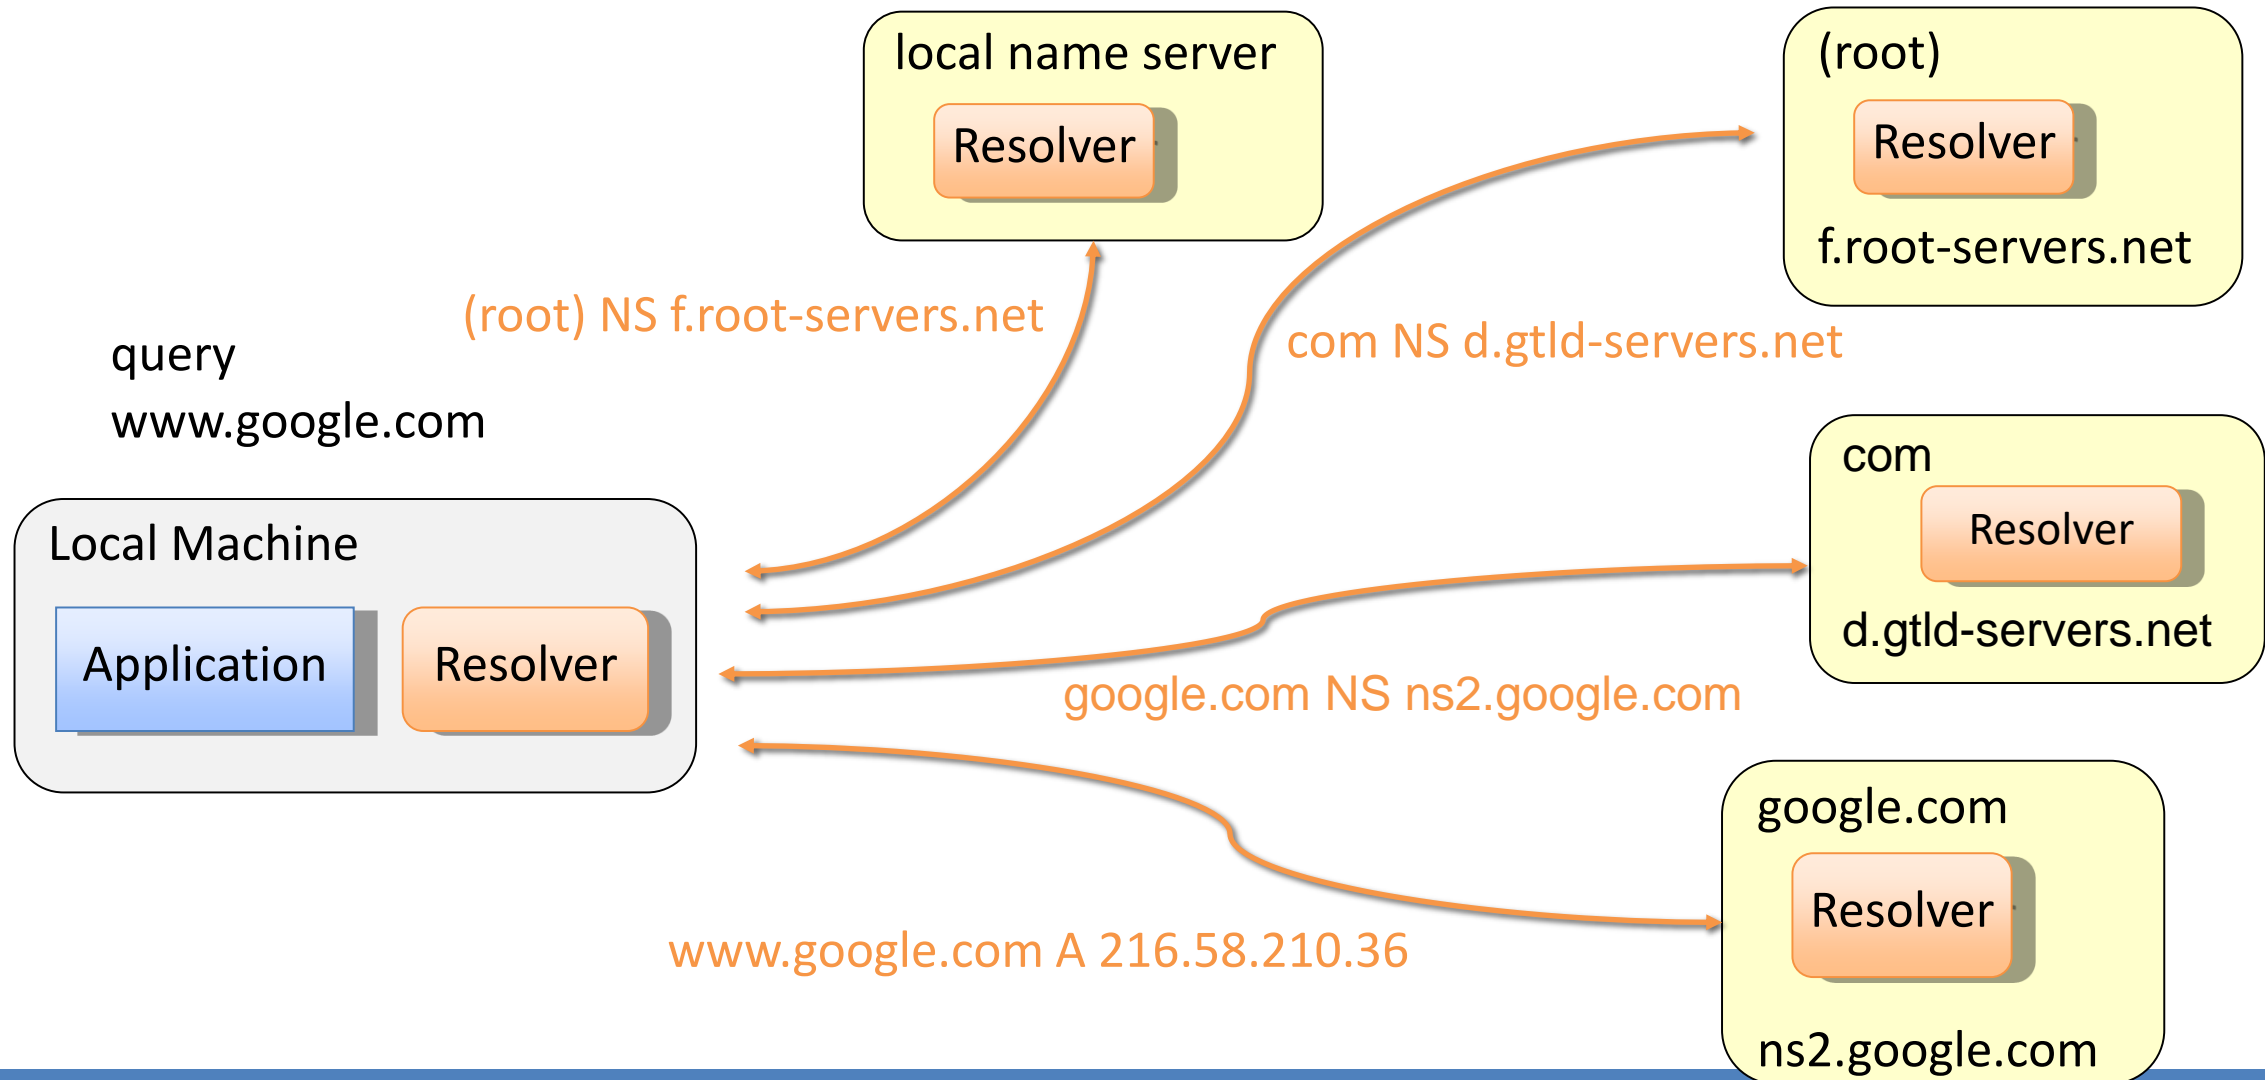 local name server
Resolver
(root)
Resolver
f.root-servers.net
(root) NS f.root-servers.net
com NS d.gtld-servers.net
query
www.google.com
com
Resolver
d.gtld-servers.net
Local Machine
Application
Resolver
google.com NS ns2.google.com
google.com
Resolver
ns2.google.com
www.google.com A 216.58.210.36